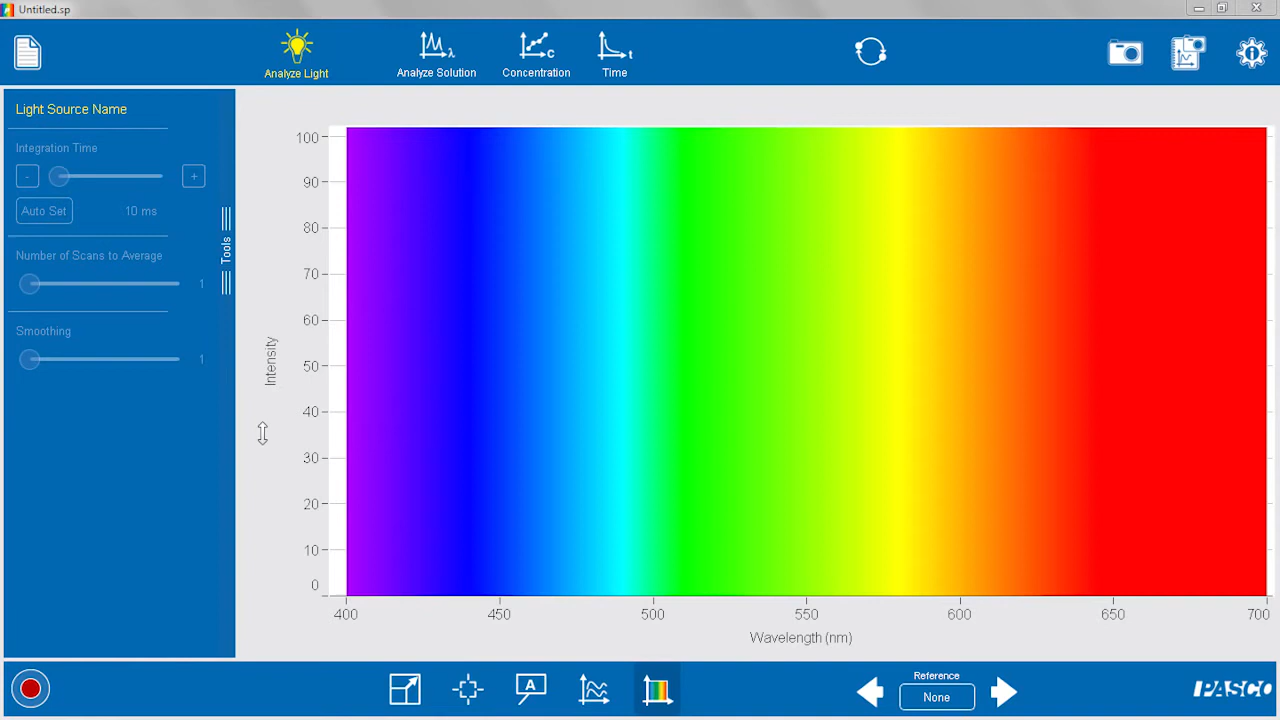 Untitled.sp
Analyze Light
Analyze Solution
Concentration
Time
Light Source Name
Integration Time
- +
Auto Set 10 ms
Number of Scans to Average
1
Smoothing
1
Tools
Intensity
100
90
80
70
60
50
40
30
20
10
0
400 450 500 550 600 650 700
Wavelength (nm)
A
Reference
None
PASCO